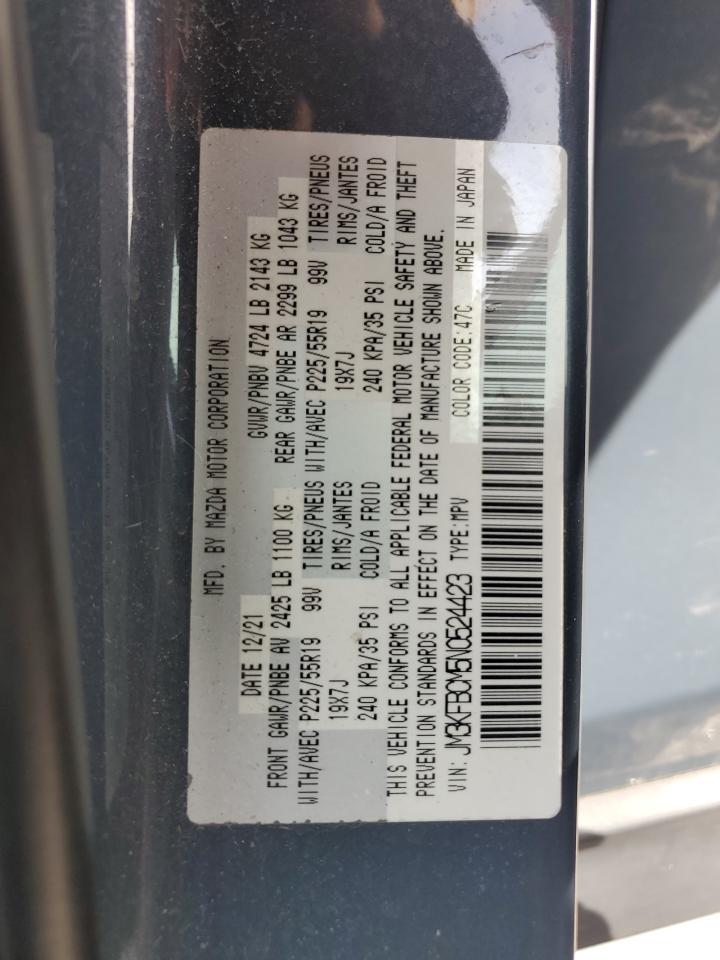 MFD. BY MAZDA MOTOR CORPORATION
DATE 12/21 GVWR/PNBV 4724 LB 2143 KG
FRONT GAWR/PNBE AV 2425 LB 1100 KG REAR GAWR/PNBE AR 2299 LB 1043 KG
WITH/AVEC P225/55R19 99V TIRES/PNEUS WITH/AVEC P225/55R19 99V TIRES/PNEUS
19X7J RIMS/JANTES 19X7J RIMS/JANTES
240 KPA/35 PSI COLD/A FROID 240 KPA/35 PSI COLD/A FROID
THIS VEHICLE CONFORMS TO ALL APPLICABLE FEDERAL MOTOR VEHICLE SAFETY AND THEFT
PREVENTION STANDARDS IN EFFECT ON THE DATE OF MANUFACTURE SHOWN ABOVE.
VIN: JM3KFBCM5N0524423 TYPE:MPV COLOR CODE:47C MADE IN JAPAN